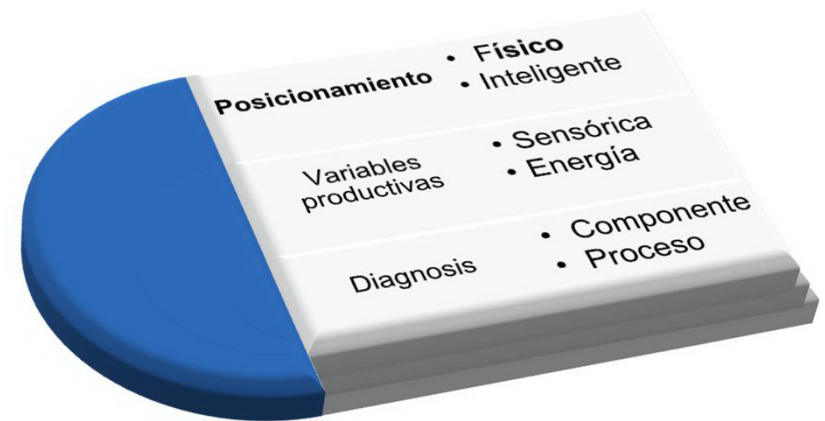 Posicionamiento
• Físico
• Inteligente
Variables
productivas
• Sensórica
• Energía
Diagnosis
• Componente
• Proceso